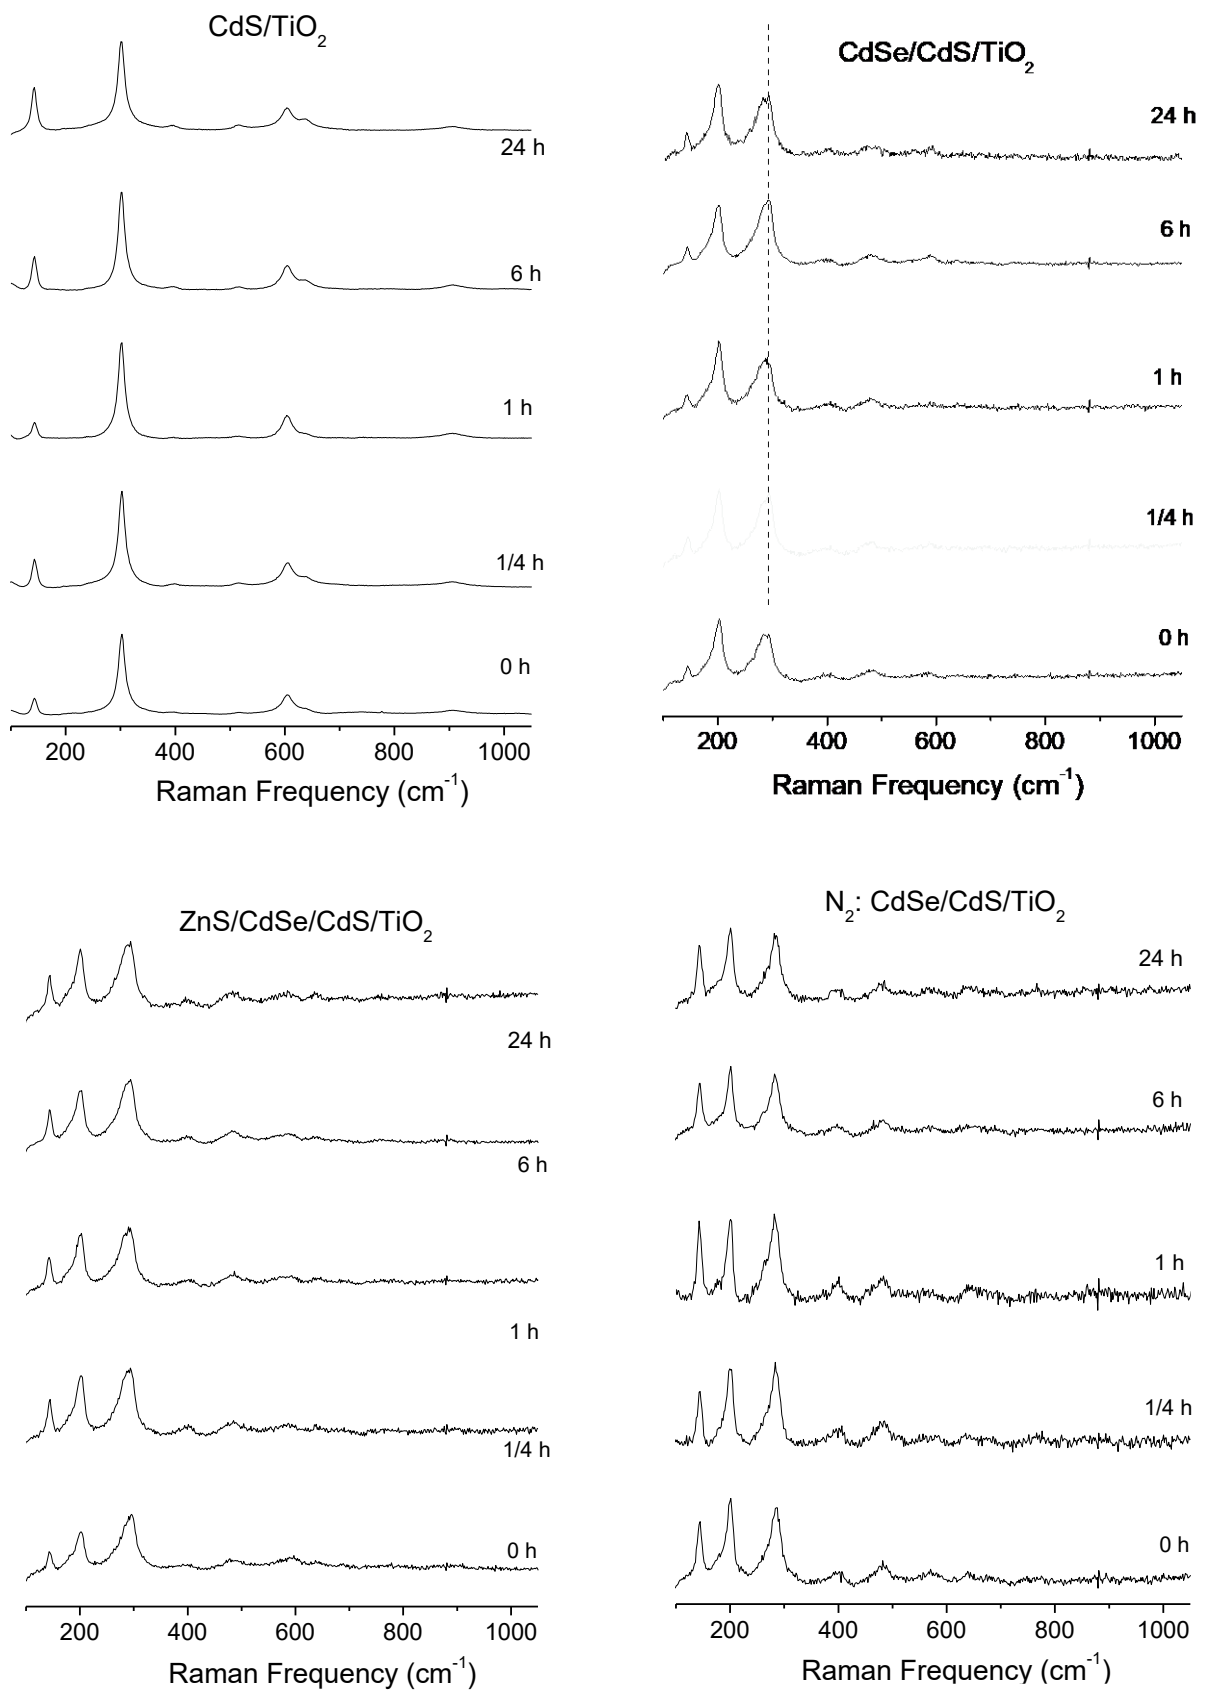 CdS/TiO₂
24 h
6 h
1 h
1/4 h
0 h
200 400 600 800 1000
Raman Frequency (cm⁻¹)
CdSe/CdS/TiO₂
24 h
6 h
1 h
1/4 h
0 h
200 400 600 800 1000
Raman Frequency (cm⁻¹)
ZnS/CdSe/CdS/TiO₂
24 h
6 h
1 h
1/4 h
0 h
200 400 600 800 1000
Raman Frequency (cm⁻¹)
N₂: CdSe/CdS/TiO₂
24 h
6 h
1 h
1/4 h
0 h
200 400 600 800 1000
Raman Frequency (cm⁻¹)